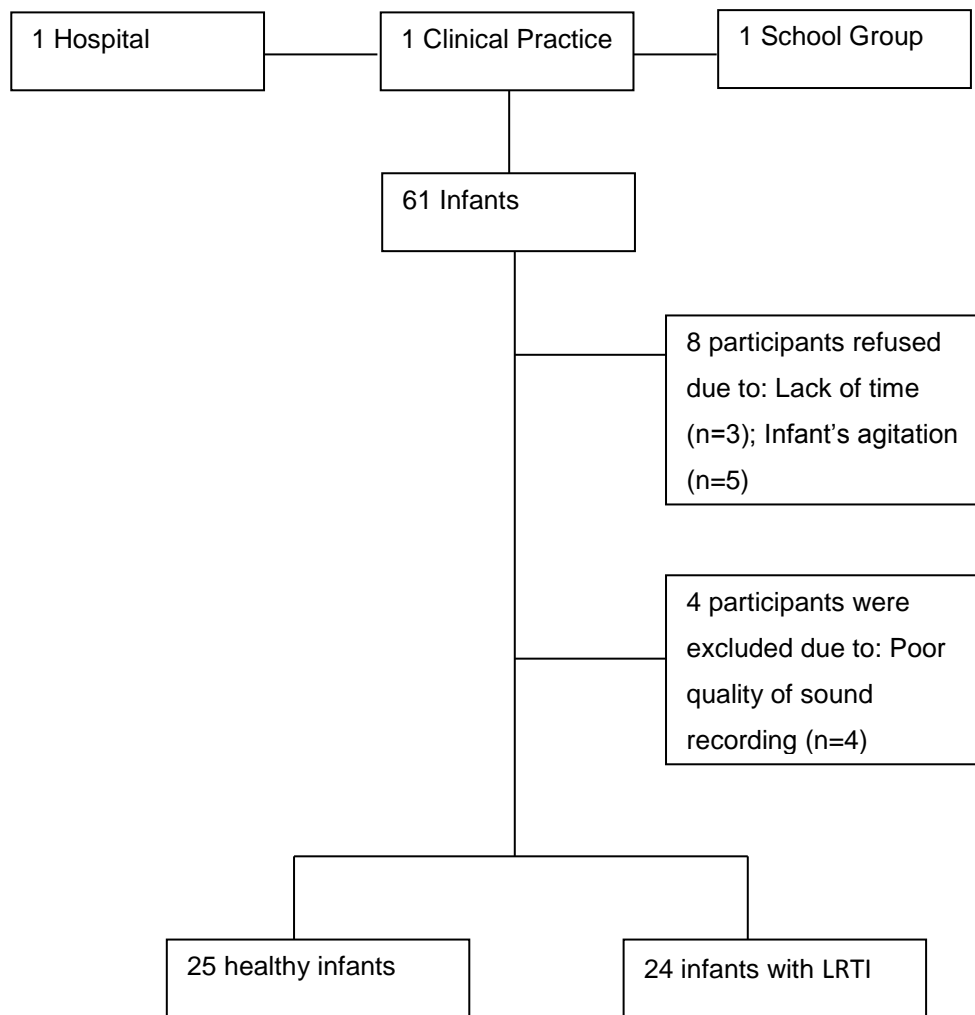 1 Hospital
1 Clinical Practice
1 School Group
61 Infants
8 participants refused
due to: Lack of time
(n=3); Infant’s agitation
(n=5)
4 participants were
excluded due to: Poor
quality of sound
recording (n=4)
25 healthy infants
24 infants with LRTI